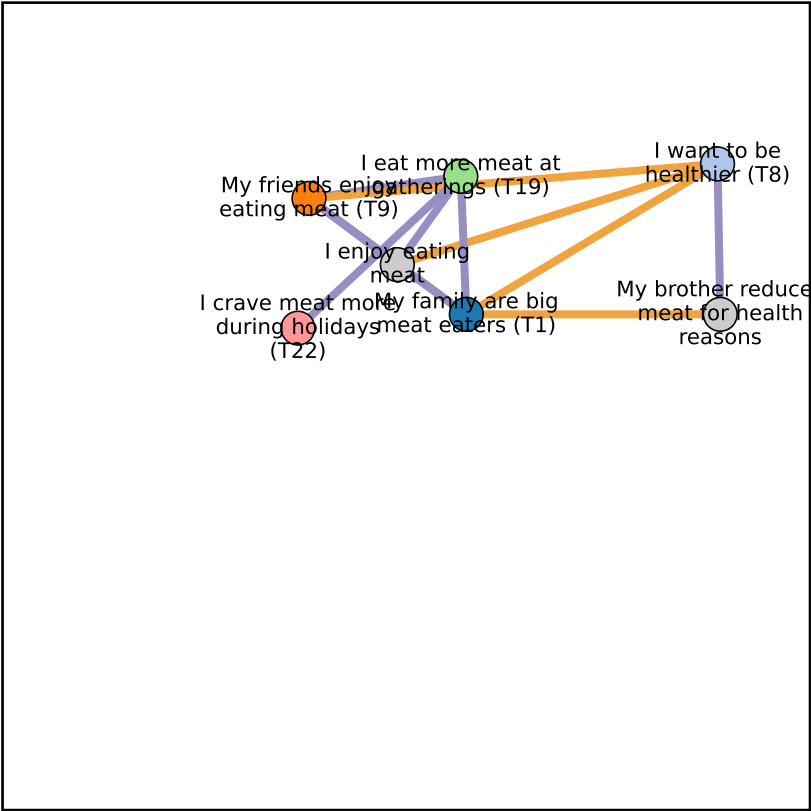 I want to be
healthier (T8)
I eat more meat at
gatherings (T19)
My friends enjoy
eating meat (T9)
I enjoy eating
meat
My brother reduce
meat for health
reasons
I crave meat more
during holidays
(T22)
My family are big
meat eaters (T1)